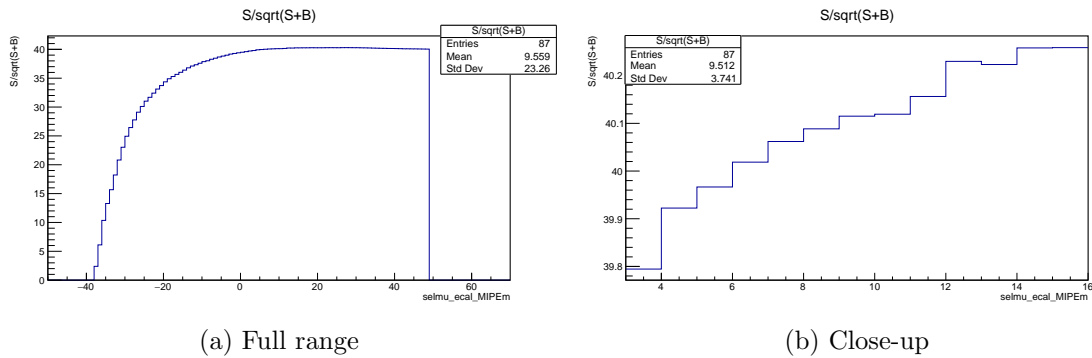 S/sqrt(S+B)
S/sqrt(S+B)
S/sqrt(S+B)
Entries 87
Mean 9.559
Std Dev 23.26
40
35
30
25
20
15
10
5
0
−40 −20 0 20 40 60
selmu_ecal_MIPEm
(a) Full range
S/sqrt(S+B)
S/sqrt(S+B)
S/sqrt(S+B)
Entries 87
Mean 9.512
Std Dev 3.741
40.2
40.1
40
39.9
39.8
4 6 8 10 12 14 16
selmu_ecal_MIPEm
(b) Close-up